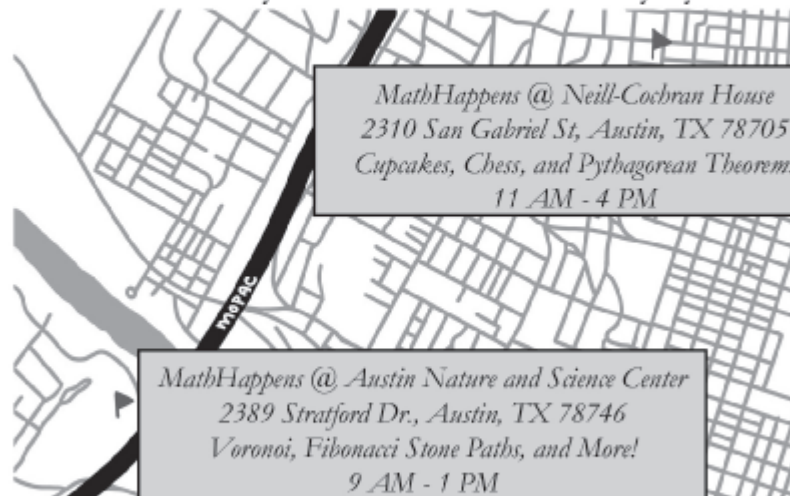 MathHappens @ Neill-Cochran House
2310 San Gabriel St, Austin, TX 78705
Cupcakes, Chess, and Pythagorean Theorem
11 AM - 4 PM
MOPAC
MathHappens @ Austin Nature and Science Center
2389 Stratford Dr., Austin, TX 78746
Voronoi, Fibonacci Stone Paths, and More!
9 AM - 1 PM